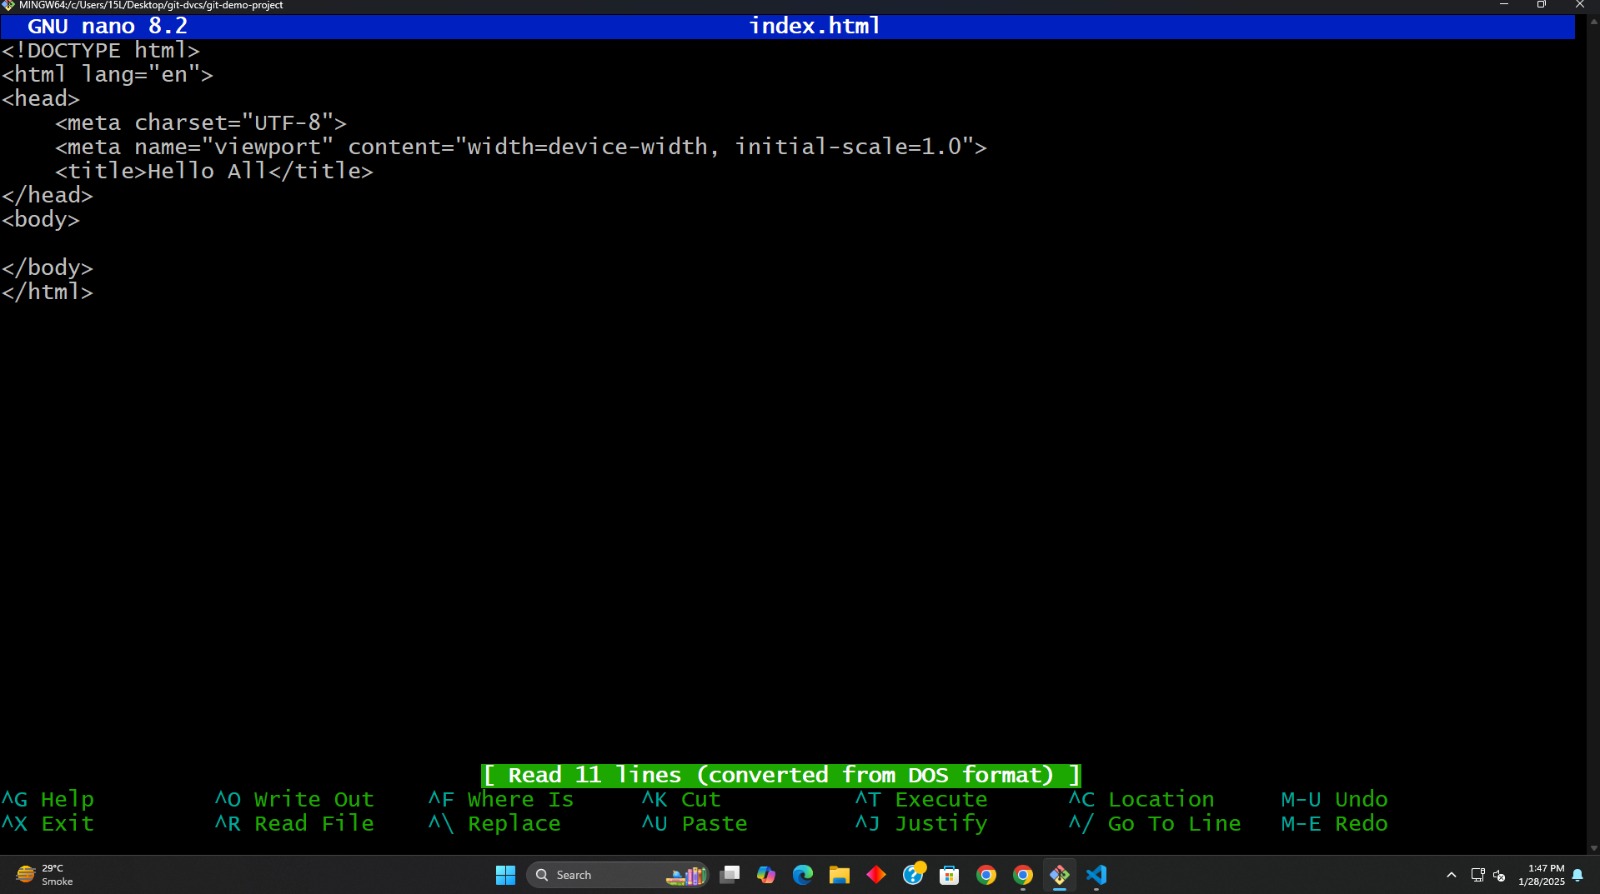 MINGW64:/c/Users/15L/Desktop/git-dvcs/git-demo-project
GNU nano 8.2 index.html
<!DOCTYPE html>
<html lang="en">
<head>
    <meta charset="UTF-8">
    <meta name="viewport" content="width=device-width, initial-scale=1.0">
    <title>Hello All</title>
</head>
<body>

</body>
</html>
[ Read 11 lines (converted from DOS format) ]
^G Help ^O Write Out ^F Where Is ^K Cut ^T Execute ^C Location M-U Undo
^X Exit ^R Read File ^\ Replace ^U Paste ^J Justify ^/ Go To Line M-E Redo
29°C
Smoke
Search
1:47 PM
1/28/2025